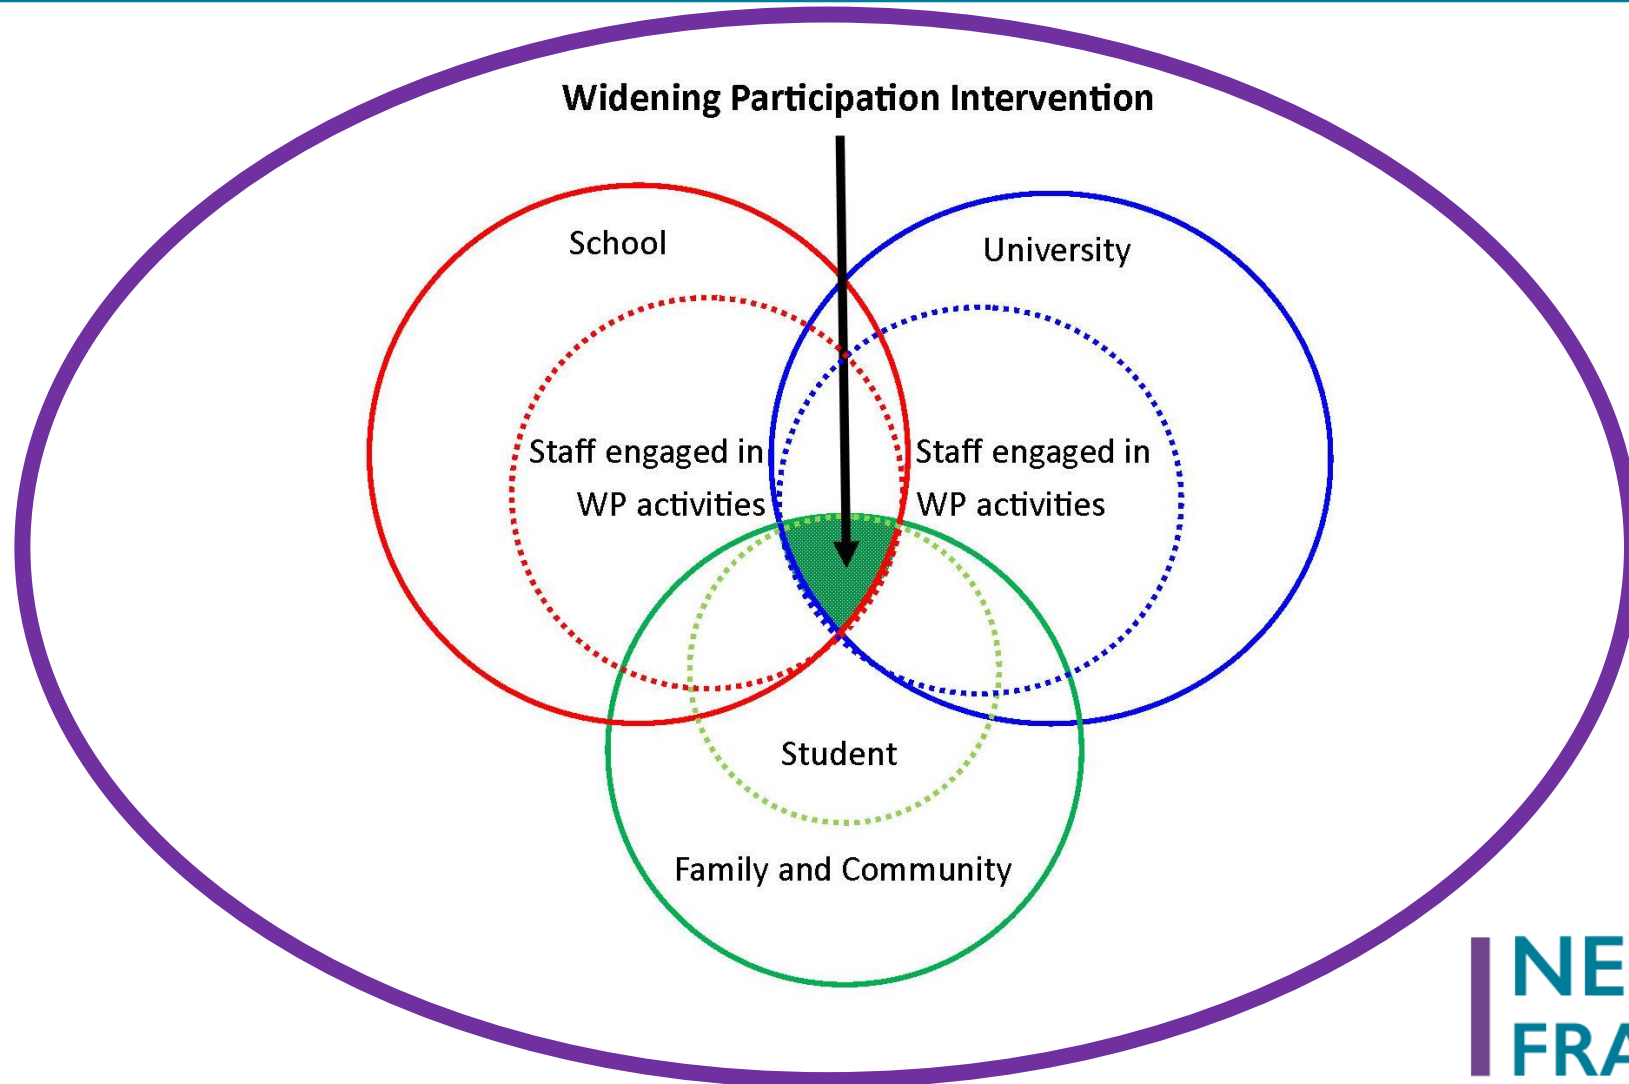 Widening Participation Intervention
School
University
Staff engaged in
WP activities
Staff engaged in
WP activities
Student
Family and Community
NE
FRA